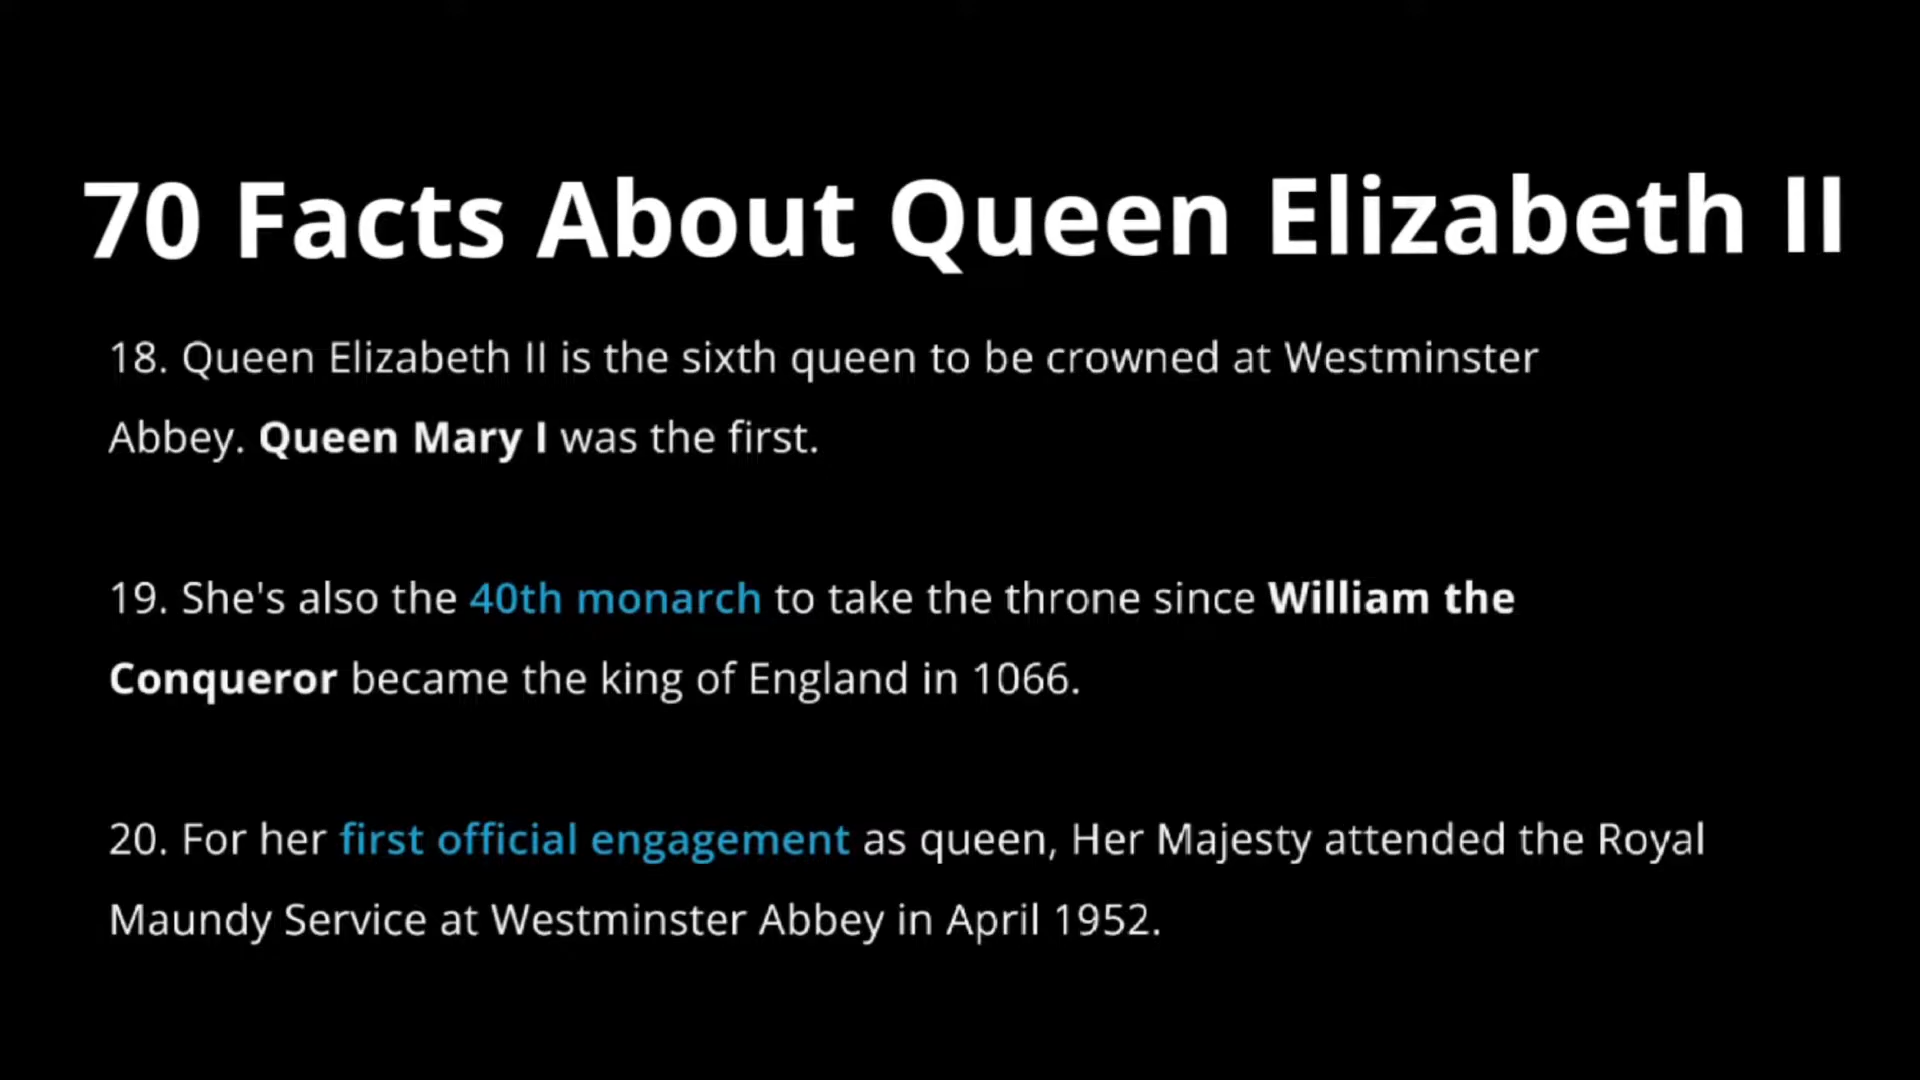 70 Facts About Queen Elizabeth II
18. Queen Elizabeth II is the sixth queen to be crowned at Westminster
Abbey. Queen Mary I was the first.
19. She's also the 40th monarch to take the throne since William the
Conqueror became the king of England in 1066.
20. For her first official engagement as queen, Her Majesty attended the Royal
Maundy Service at Westminster Abbey in April 1952.